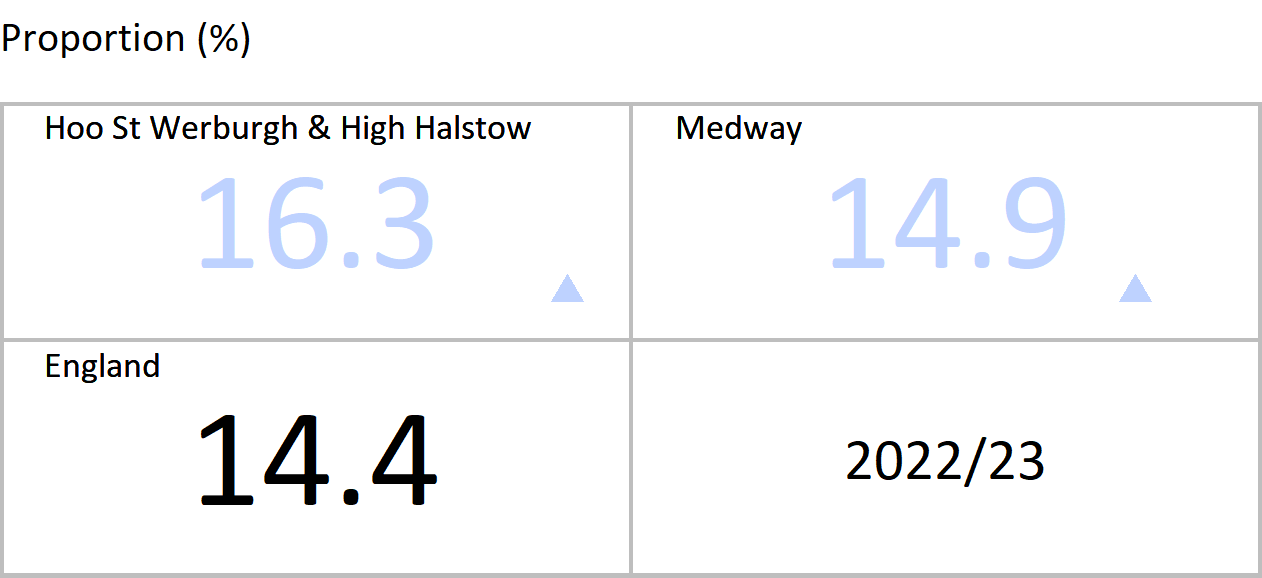 Proportion (%)
Hoo St Werburgh & High Halstow
16.3
Medway
14.9
England
14.4
2022/23